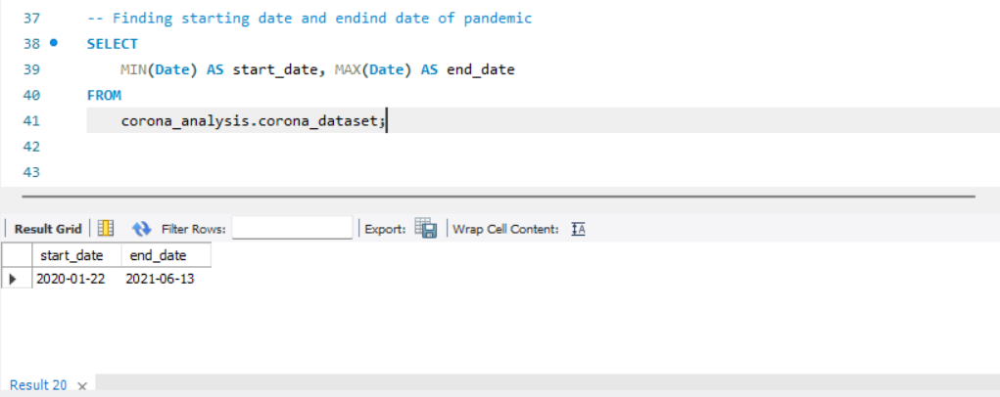 37 -- Finding starting date and endind date of pandemic
38 SELECT
39 MIN(Date) AS start_date, MAX(Date) AS end_date
40 FROM
41 corona_analysis.corona_dataset;
42
43
Result Grid Filter Rows: Export: Wrap Cell Content: IA
start_date end_date
2020-01-22 2021-06-13
Result 20 ×